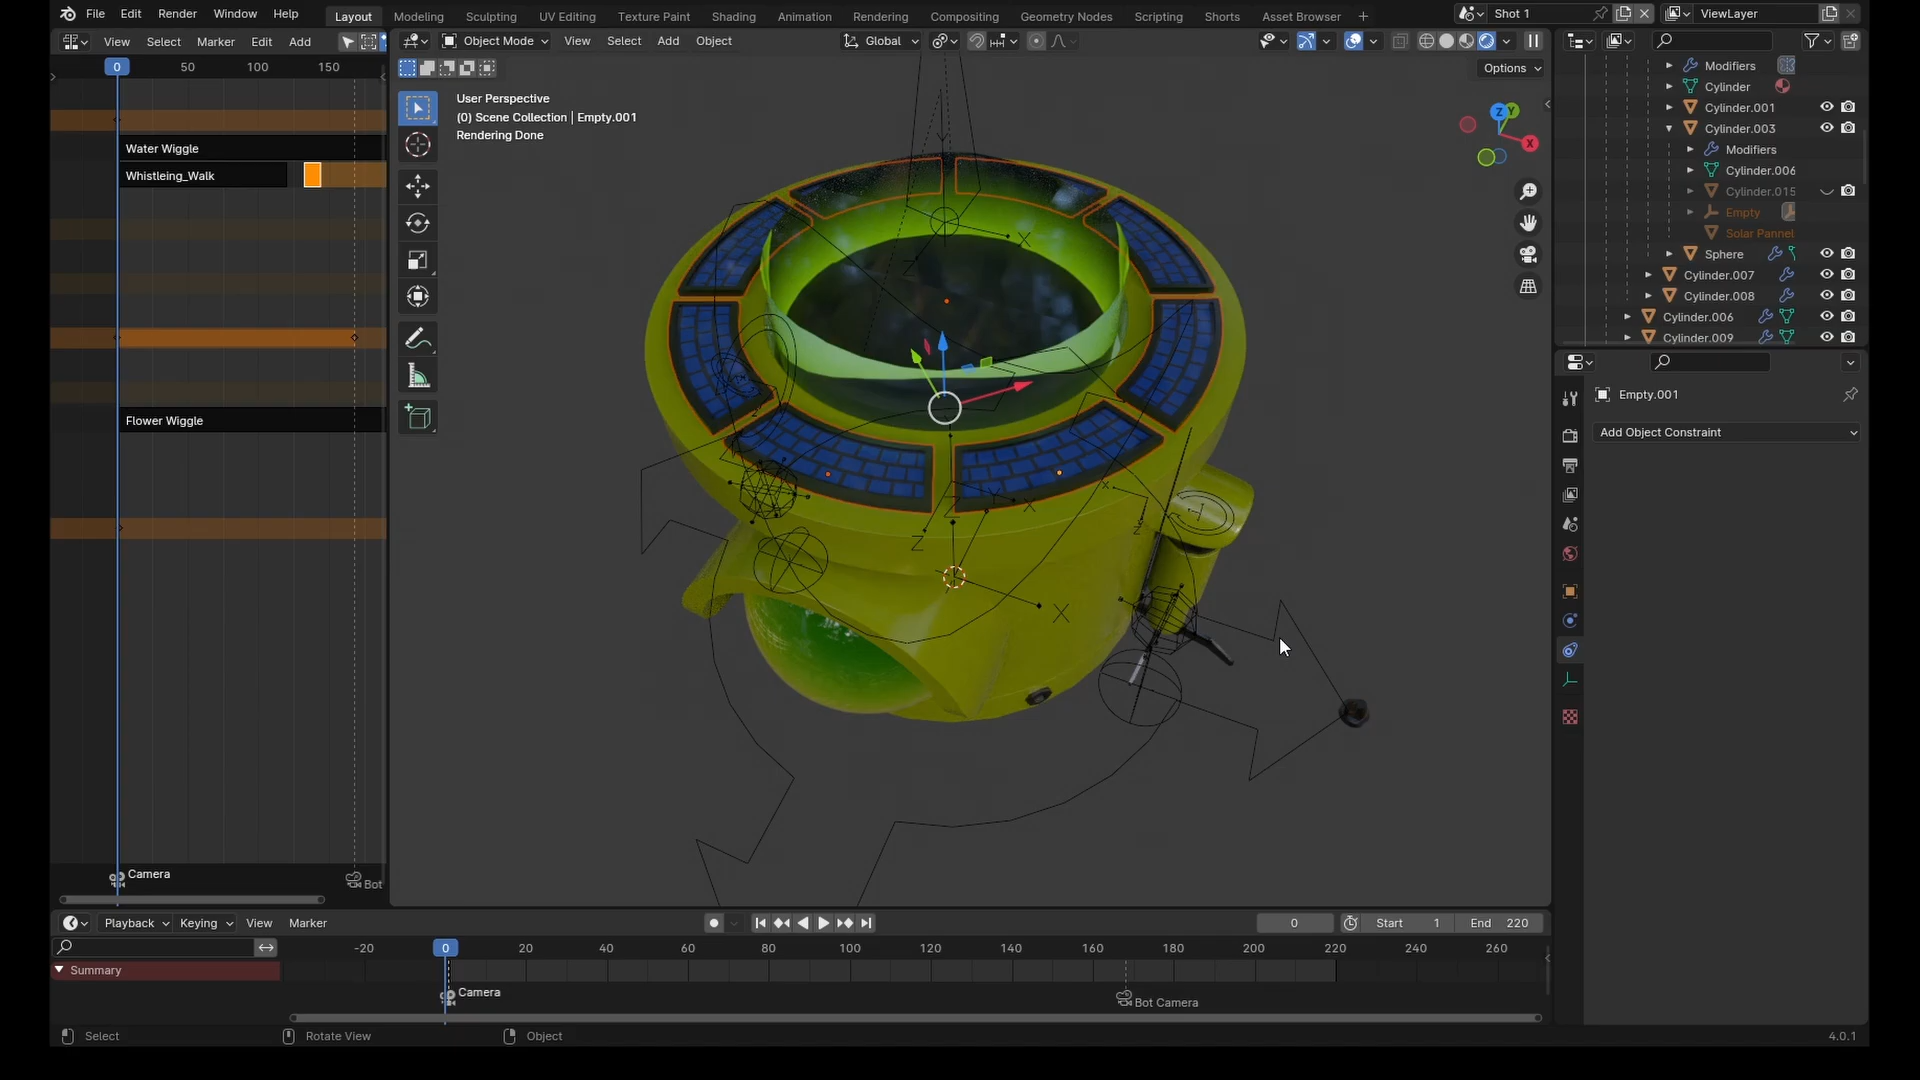 File Edit Render Window Help
Layout Modeling Sculpting UV Editing Texture Paint Shading Animation Rendering Compositing Geometry Nodes Scripting Shorts Asset Browser +
Shot 1
ViewLayer
View Select Marker Edit Add
Object Mode View Select Add Object
Global
Options
0 50 100 150
Water Wiggle
Whistleing_Walk
Flower Wiggle
Camera
Bot
User Perspective
(0) Scene Collection | Empty.001
Rendering Done
Z Y X
X
Z
Z
Y
X
Z
Z
X
Modifiers
Cylinder
Cylinder.001
Cylinder.003
Modifiers
Cylinder.006
Cylinder.015
Empty
Solar Pannel
Sphere
Cylinder.007
Cylinder.008
Cylinder.006
Cylinder.009
Empty.001
Add Object Constraint
Playback Keying View Marker
0
Start 1
End 220
-20 0 20 40 60 80 100 120 140 160 180 200 220 240 260
Summary
Camera
Bot Camera
Select
Rotate View
Object
4.0.1